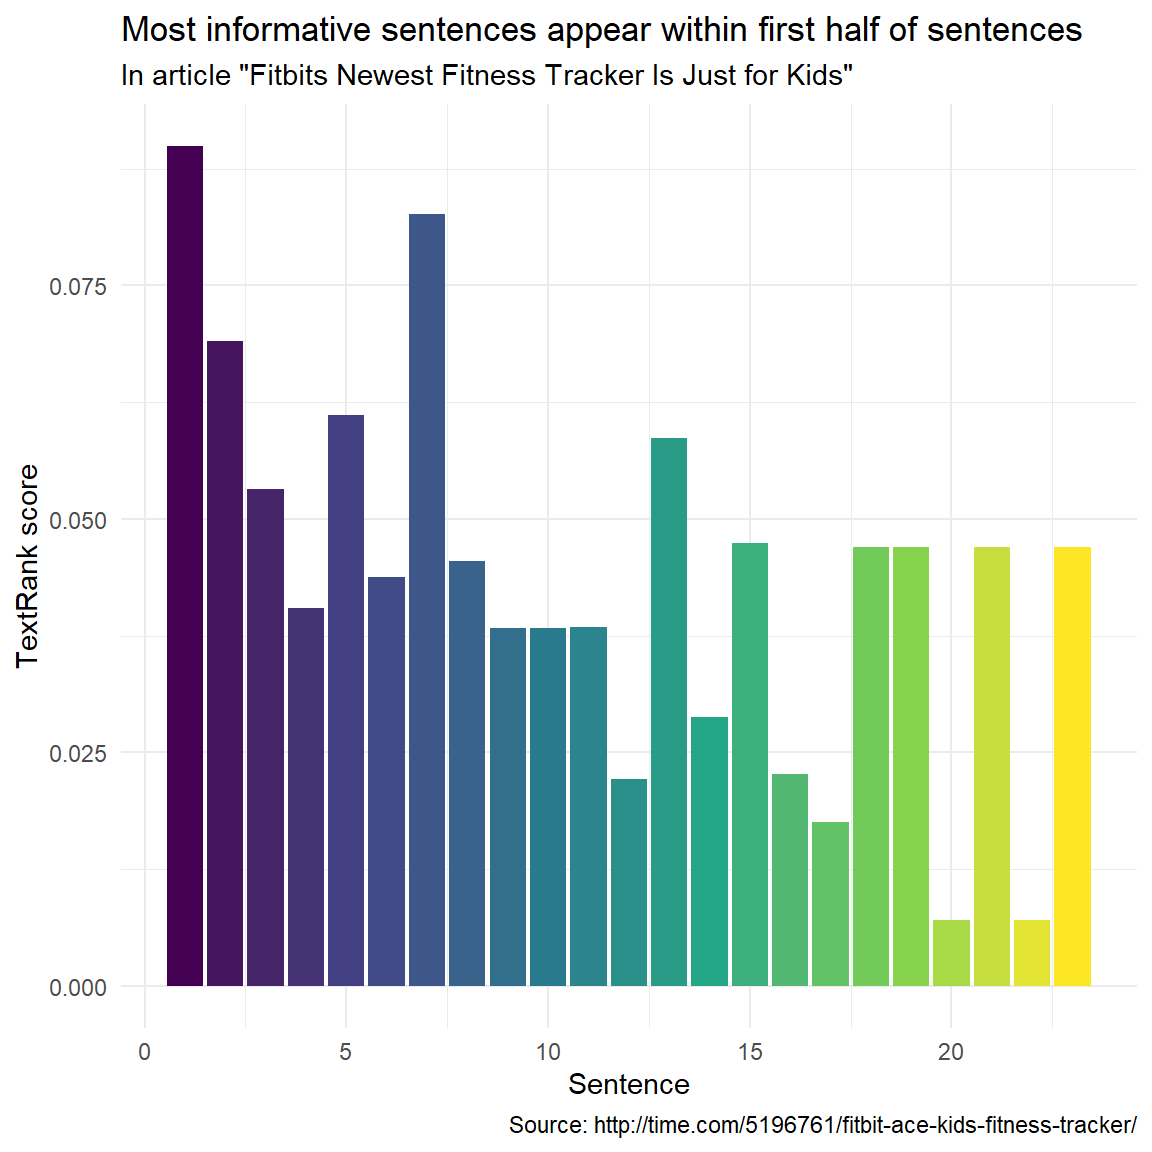 Most informative sentences appear within first half of sentences
In article "Fitbits Newest Fitness Tracker Is Just for Kids"
TextRank score
0.075
0.050
0.025
0.000
0 5 10 15 20
Sentence
Source: http://time.com/5196761/fitbit-ace-kids-fitness-tracker/